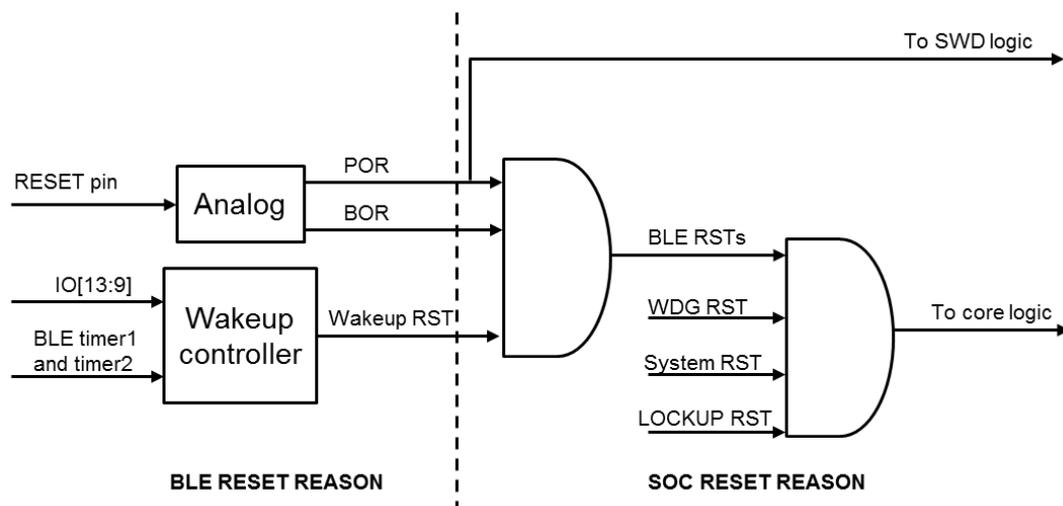 To SWD logic
RESET pin
Analog
POR
BOR
BLE RSTs
IO[13:9]
BLE timer1
and timer2
Wakeup
controller
Wakeup RST
WDG RST
System RST
LOCKUP RST
To core logic
BLE RESET REASON
SOC RESET REASON